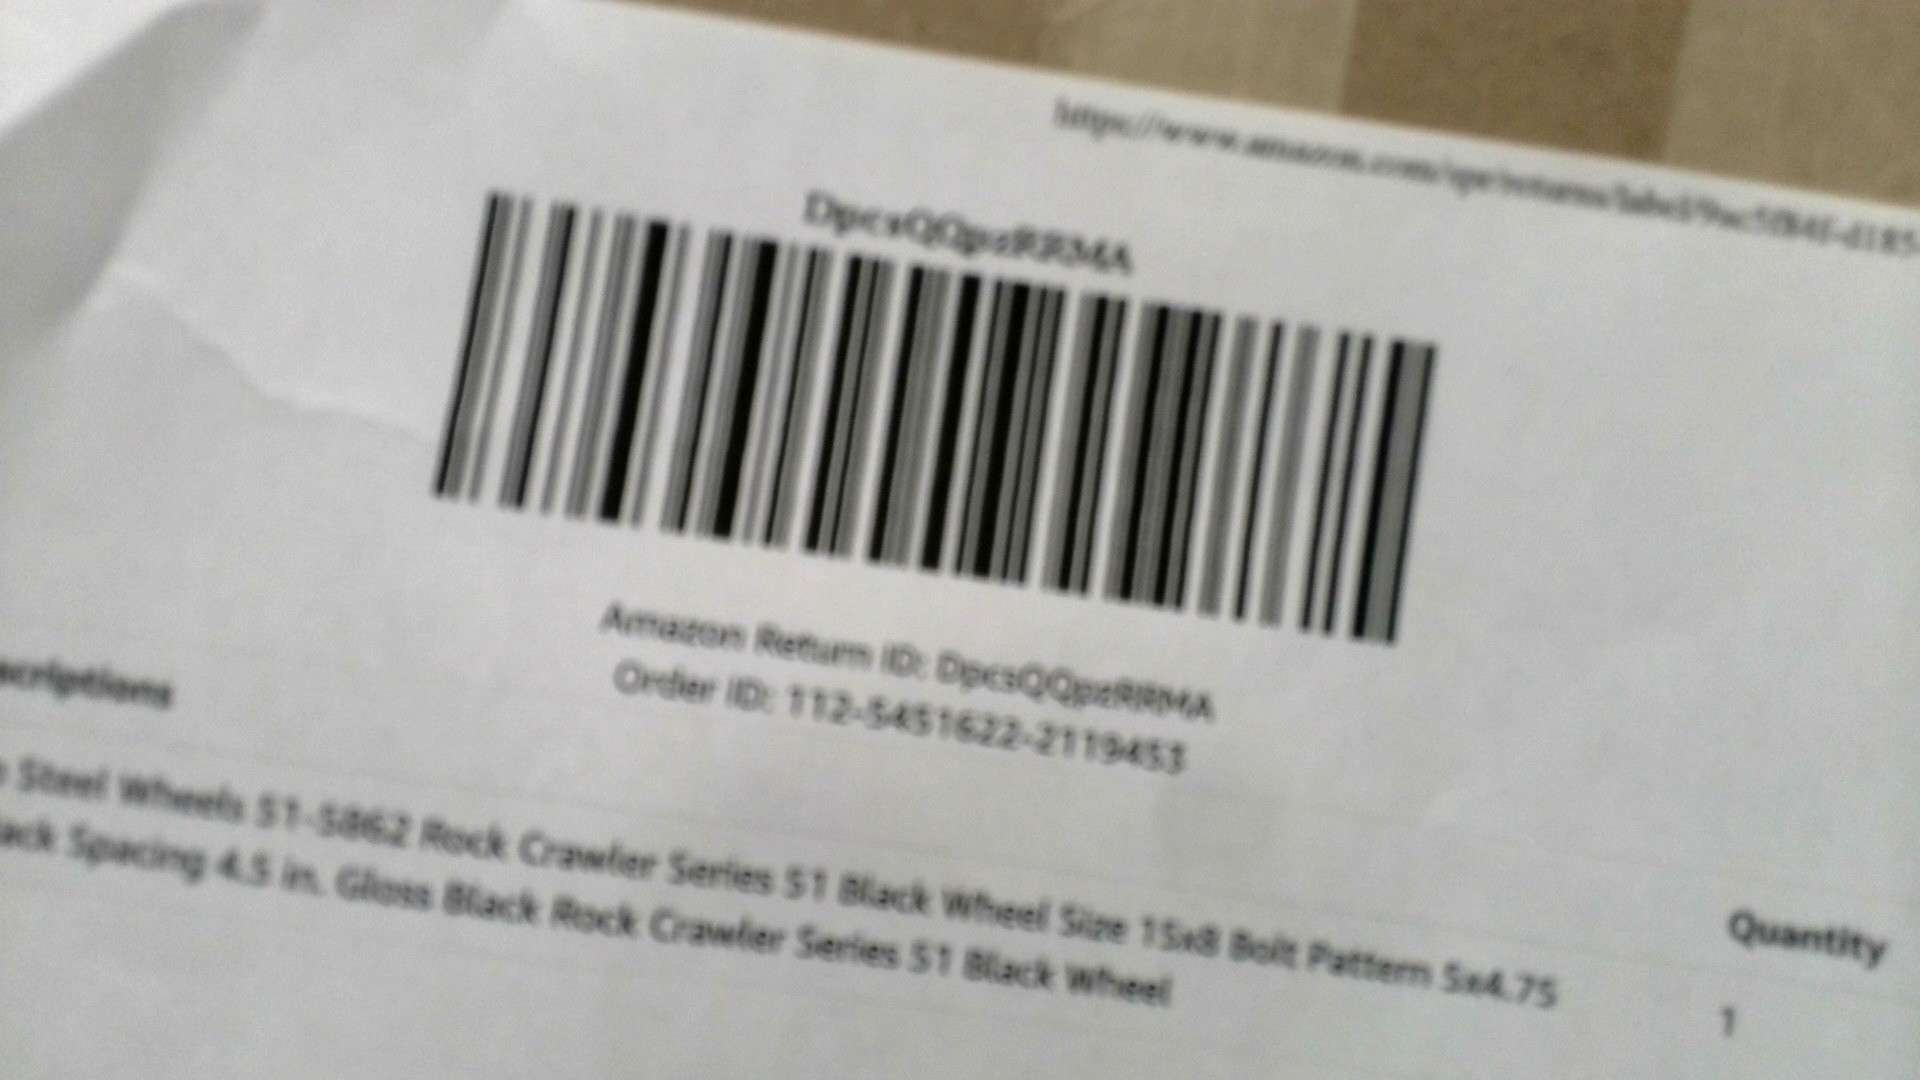 DpcsQQpzRRMA
Amazon Return ID: DpcsQQpzRRMA
Order ID: 112-5451622-2119453
scriptions
Quantity
Steel Wheels 51-5862 Rock Crawler Series 51 Black Wheel Size 15x8 Bolt Pattern 5x4.75
ack Spacing 4.5 in. Gloss Black Rock Crawler Series 51 Black Wheel
1